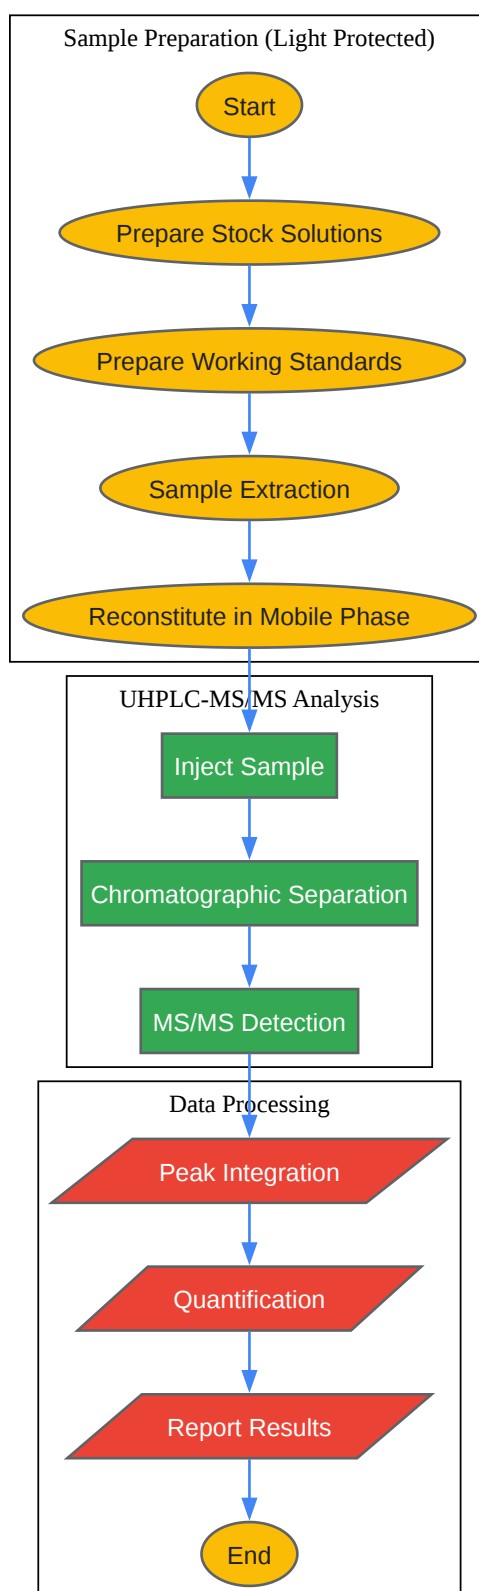 Sample Preparation (Light Protected)
Start
Prepare Stock Solutions
Prepare Working Standards
Sample Extraction
Reconstitute in Mobile Phase
UHPLC-MS/MS Analysis
Inject Sample
Chromatographic Separation
MS/MS Detection
Data Processing
Peak Integration
Quantification
Report Results
End